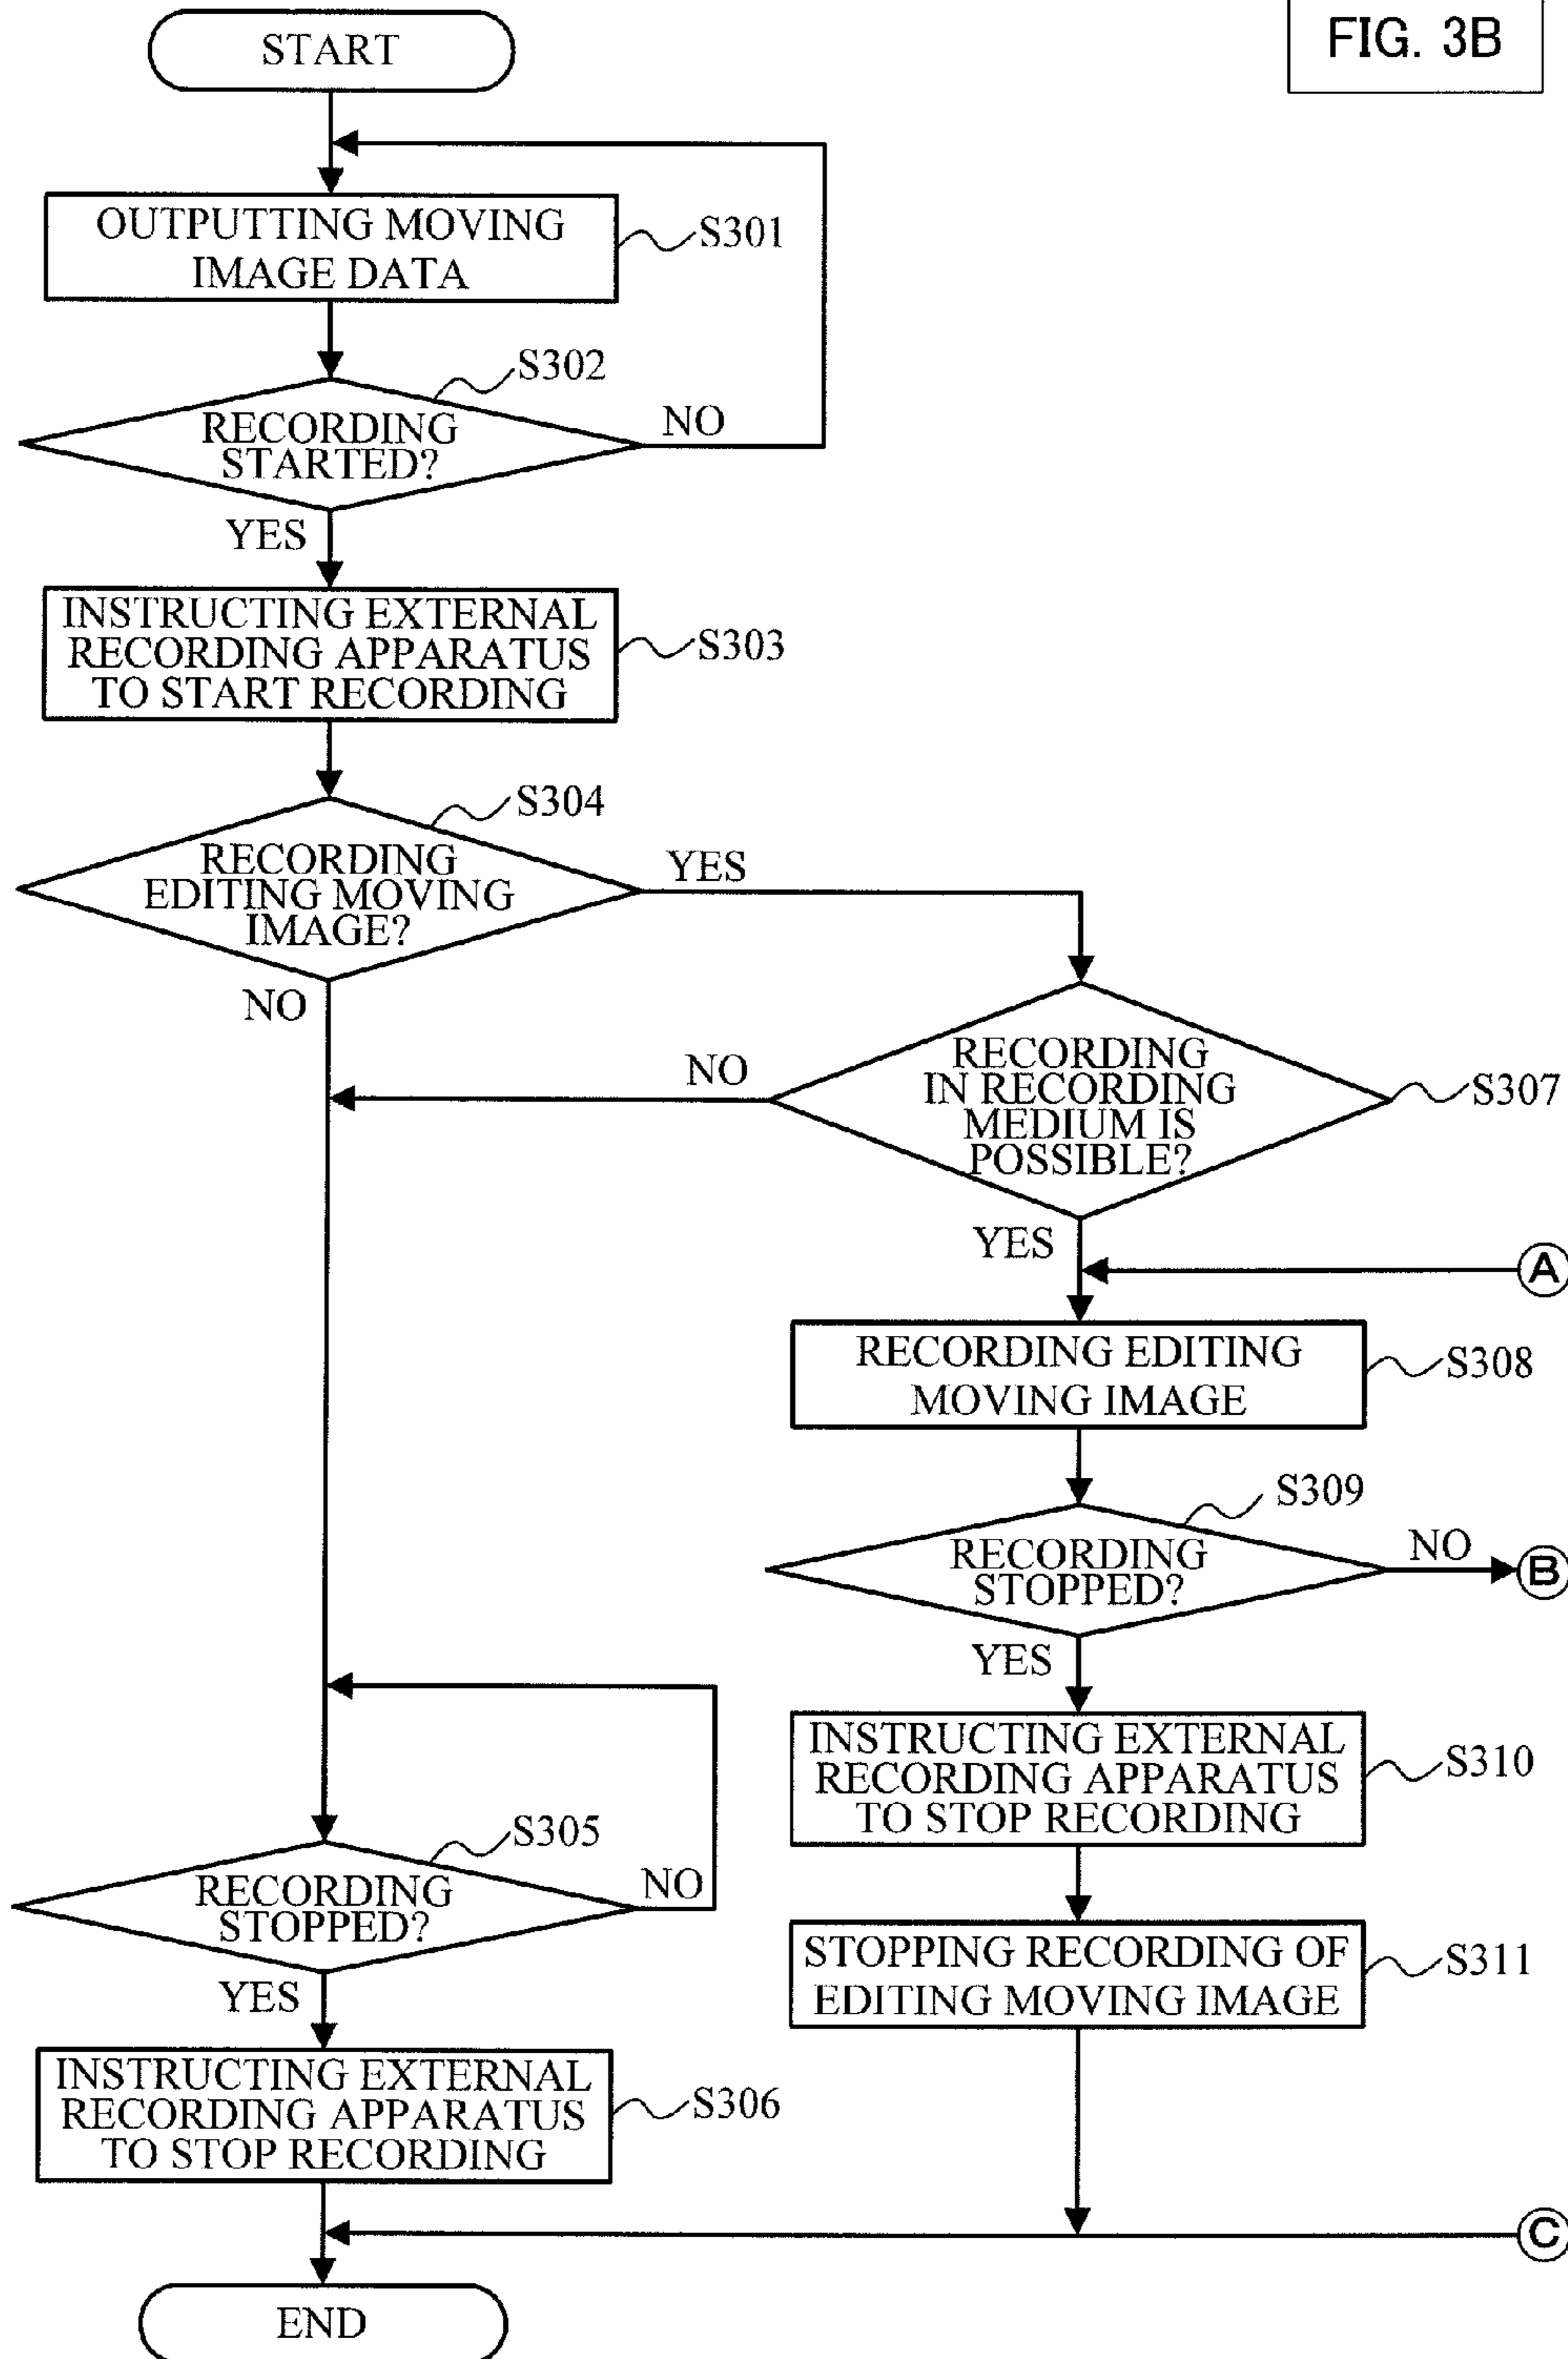 FIG. 3B
START
OUTPUTTING MOVING
IMAGE DATA
S301
S302
RECORDING
STARTED?
NO
YES
INSTRUCTING EXTERNAL
RECORDING APPARATUS
TO START RECORDING
S303
S304
RECORDING
EDITING MOVING
IMAGE?
YES
NO
RECORDING
IN RECORDING
MEDIUM IS
POSSIBLE?
NO
S307
YES
A
RECORDING EDITING
MOVING IMAGE
S308
S309
RECORDING
STOPPED?
NO
B
YES
INSTRUCTING EXTERNAL
RECORDING APPARATUS
TO STOP RECORDING
S310
S305
RECORDING
STOPPED?
NO
YES
STOPPING RECORDING OF
EDITING MOVING IMAGE
S311
INSTRUCTING EXTERNAL
RECORDING APPARATUS
TO STOP RECORDING
S306
C
END